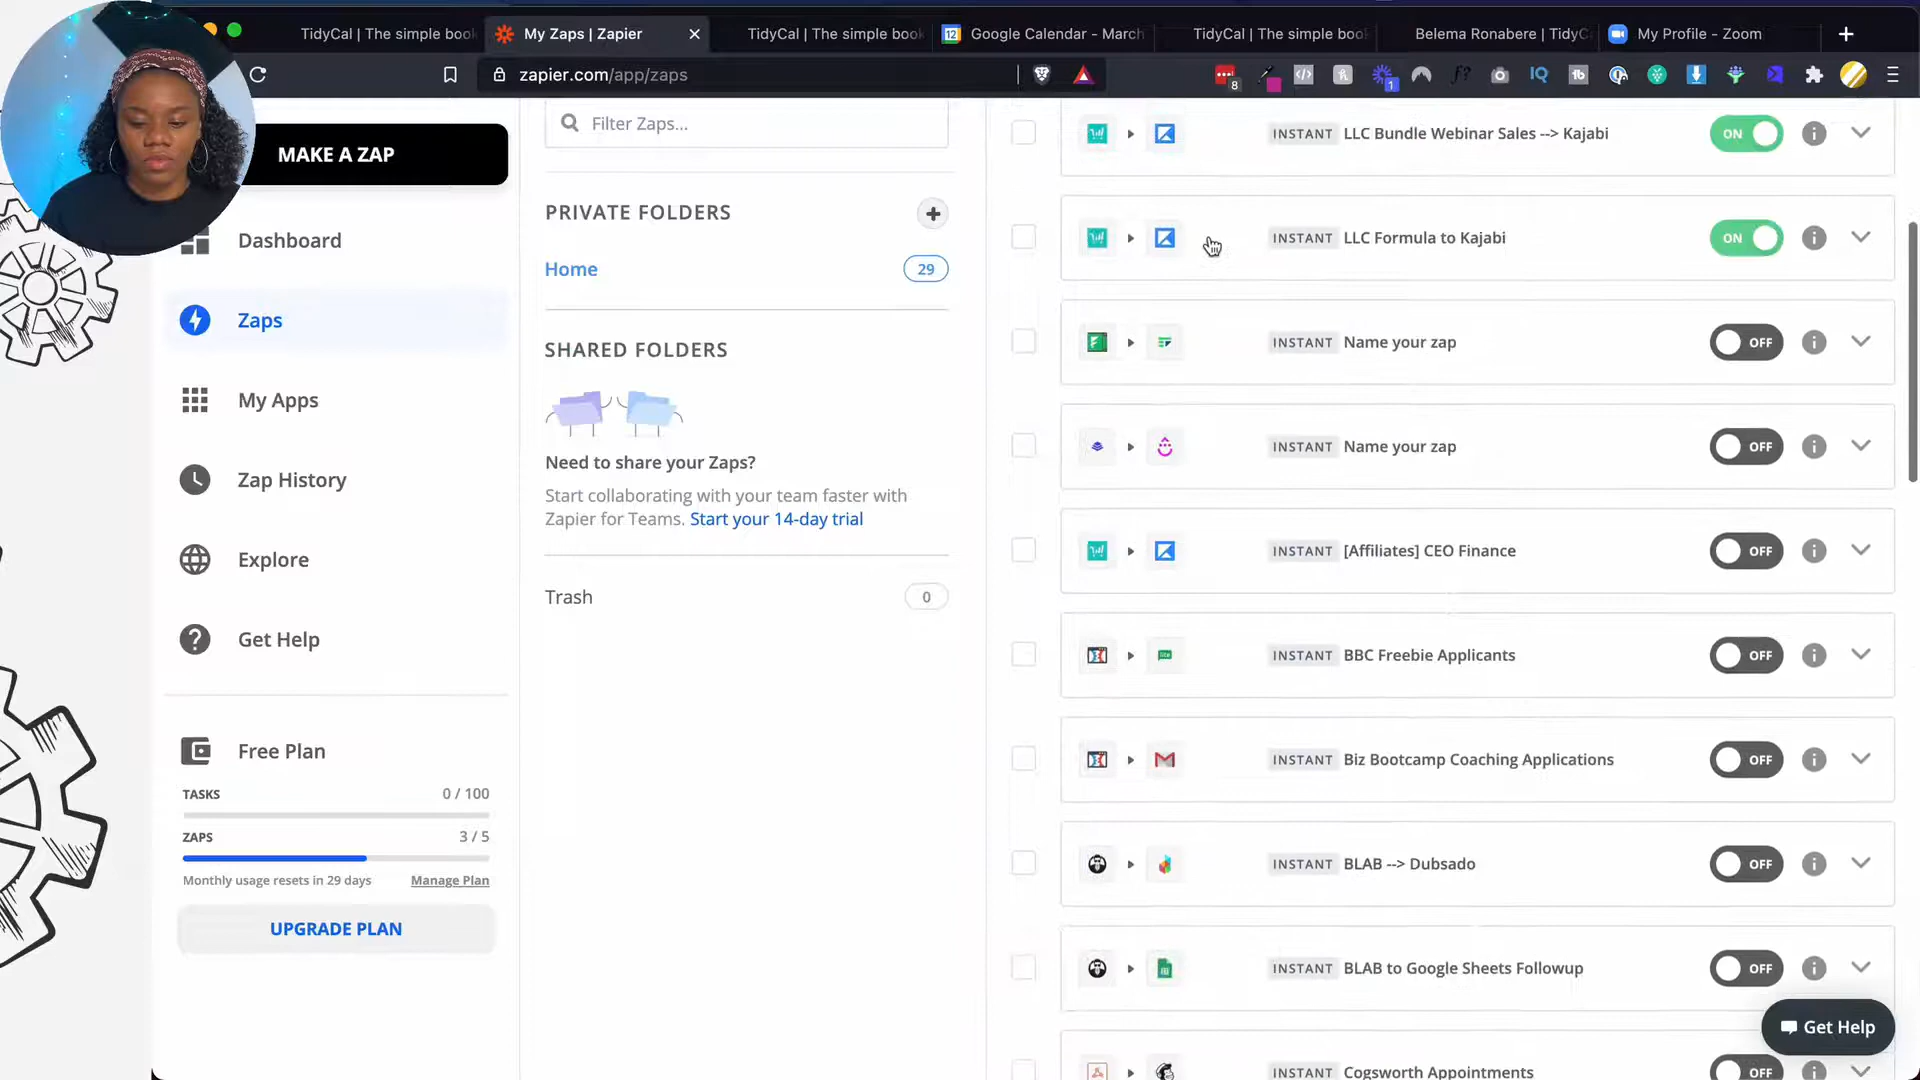 TidyCal | The simple boo
My Zaps | Zapier
TidyCal | The simple boo
12
Google Calendar - March
TidyCal | The simple boo
Belema Ronabere | TidyC
My Profile - Zoom
zapier.com/app/zaps
8
1
f?
IQ
MAKE A ZAP
Dashboard
Zaps
My Apps
Zap History
Explore
Get Help
Free Plan
TASKS 0 / 100
ZAPS 3 / 5
Monthly usage resets in 29 days Manage Plan
UPGRADE PLAN
Filter Zaps...
PRIVATE FOLDERS
Home 29
SHARED FOLDERS
Need to share your Zaps?
Start collaborating with your team faster with
Zapier for Teams. Start your 14-day trial
Trash 0
INSTANT LLC Bundle Webinar Sales --> Kajabi ON
INSTANT LLC Formula to Kajabi ON
INSTANT Name your zap OFF
INSTANT Name your zap OFF
INSTANT [Affiliates] CEO Finance OFF
INSTANT BBC Freebie Applicants OFF
INSTANT Biz Bootcamp Coaching Applications OFF
INSTANT BLAB --> Dubsado OFF
INSTANT BLAB to Google Sheets Followup OFF
Get Help
INSTANT Cogsworth Appointments OFF